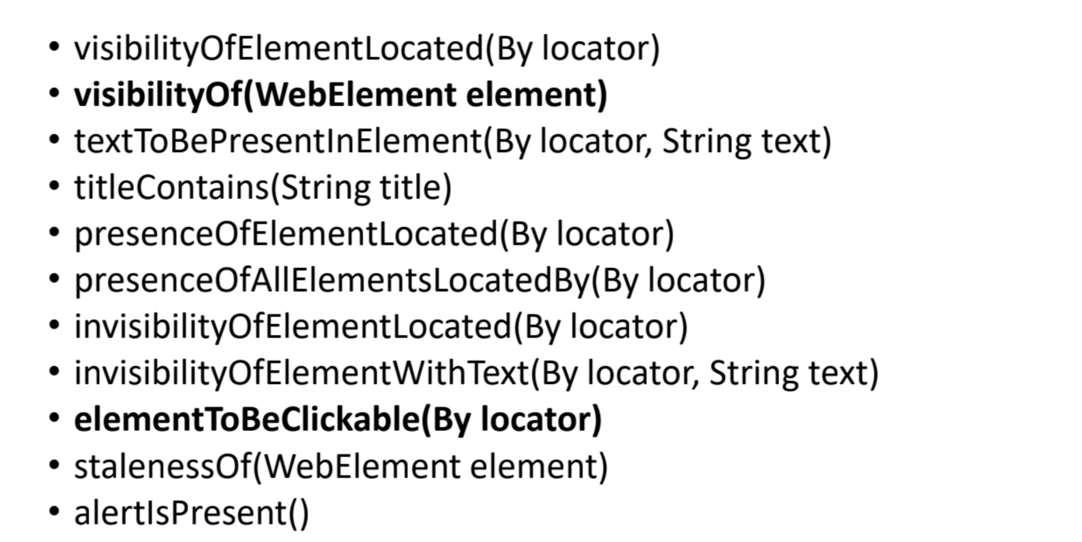 • visibilityOfElementLocated(By locator)
• visibilityOf(WebElement element)
• textToBePresentInElement(By locator, String text)
• titleContains(String title)
• presenceOfElementLocated(By locator)
• presenceOfAllElementsLocatedBy(By locator)
• invisibilityOfElementLocated(By locator)
• invisibilityOfElementWithText(By locator, String text)
• elementToBeClickable(By locator)
• stalenessOf(WebElement element)
• alertIsPresent()